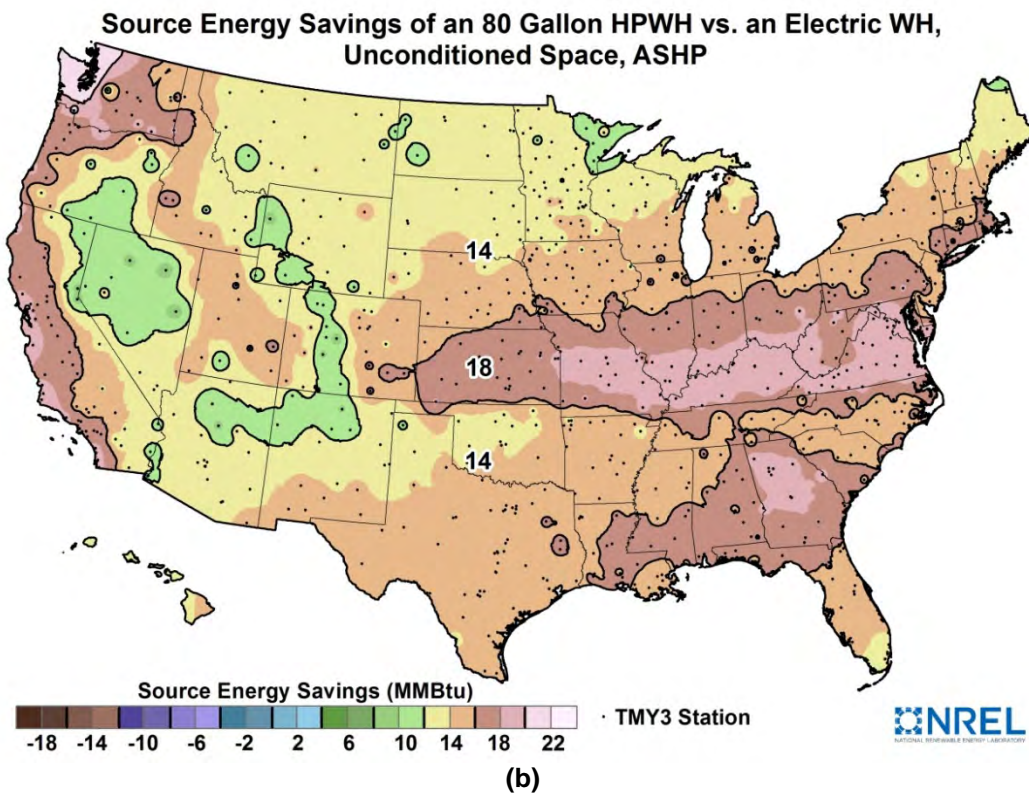 Source Energy Savings of an 80 Gallon HPWH vs. an Electric WH,
Unconditioned Space, ASHP
14
18
14
Source Energy Savings (MMBtu)
-18 -14 -10 -6 -2 2 6 10 14 18 22
· TMY3 Station
NREL
NATIONAL RENEWABLE ENERGY LABORATORY
(b)